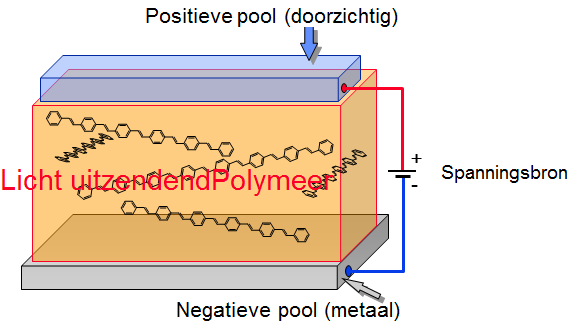 Positieve pool (doorzichtig)
Licht uitzendendPolymeer
+
-
Spanningsbron
Negatieve pool (metaal)